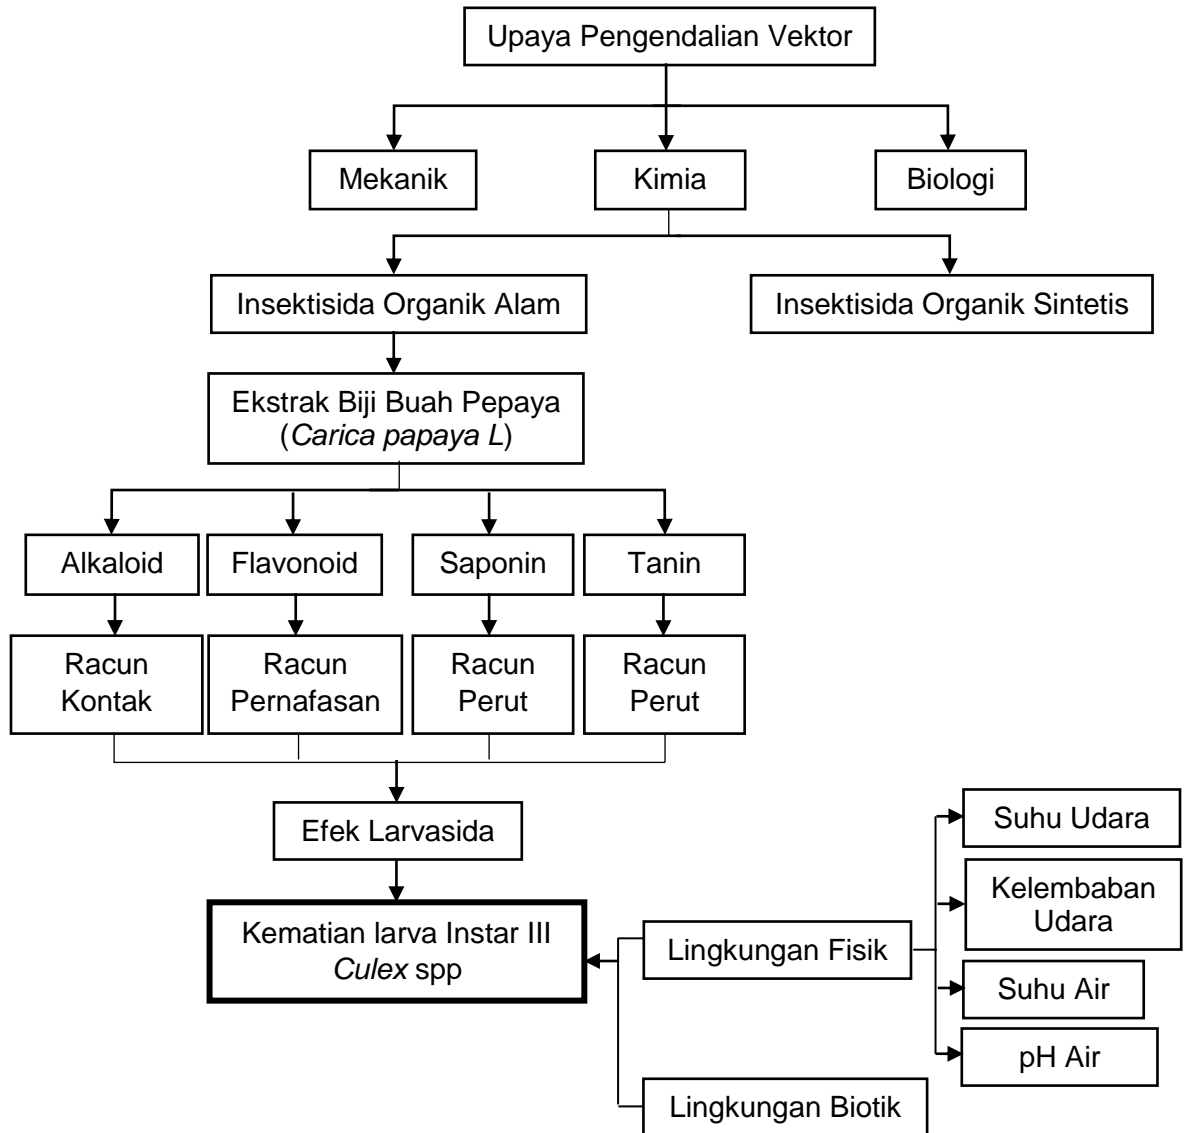 Upaya Pengendalian Vektor
Mekanik
Kimia
Biologi
Insektisida Organik Alam
Insektisida Organik Sintetis
Ekstrak Biji Buah Pepaya
(Carica papaya L)
Alkaloid
Flavonoid
Saponin
Tanin
Racun
Kontak
Racun
Pernafasan
Racun
Perut
Racun
Perut
Efek Larvasida
Kematian larva Instar III
Culex spp
Lingkungan Fisik
Suhu Udara
Kelembaban
Udara
Suhu Air
pH Air
Lingkungan Biotik